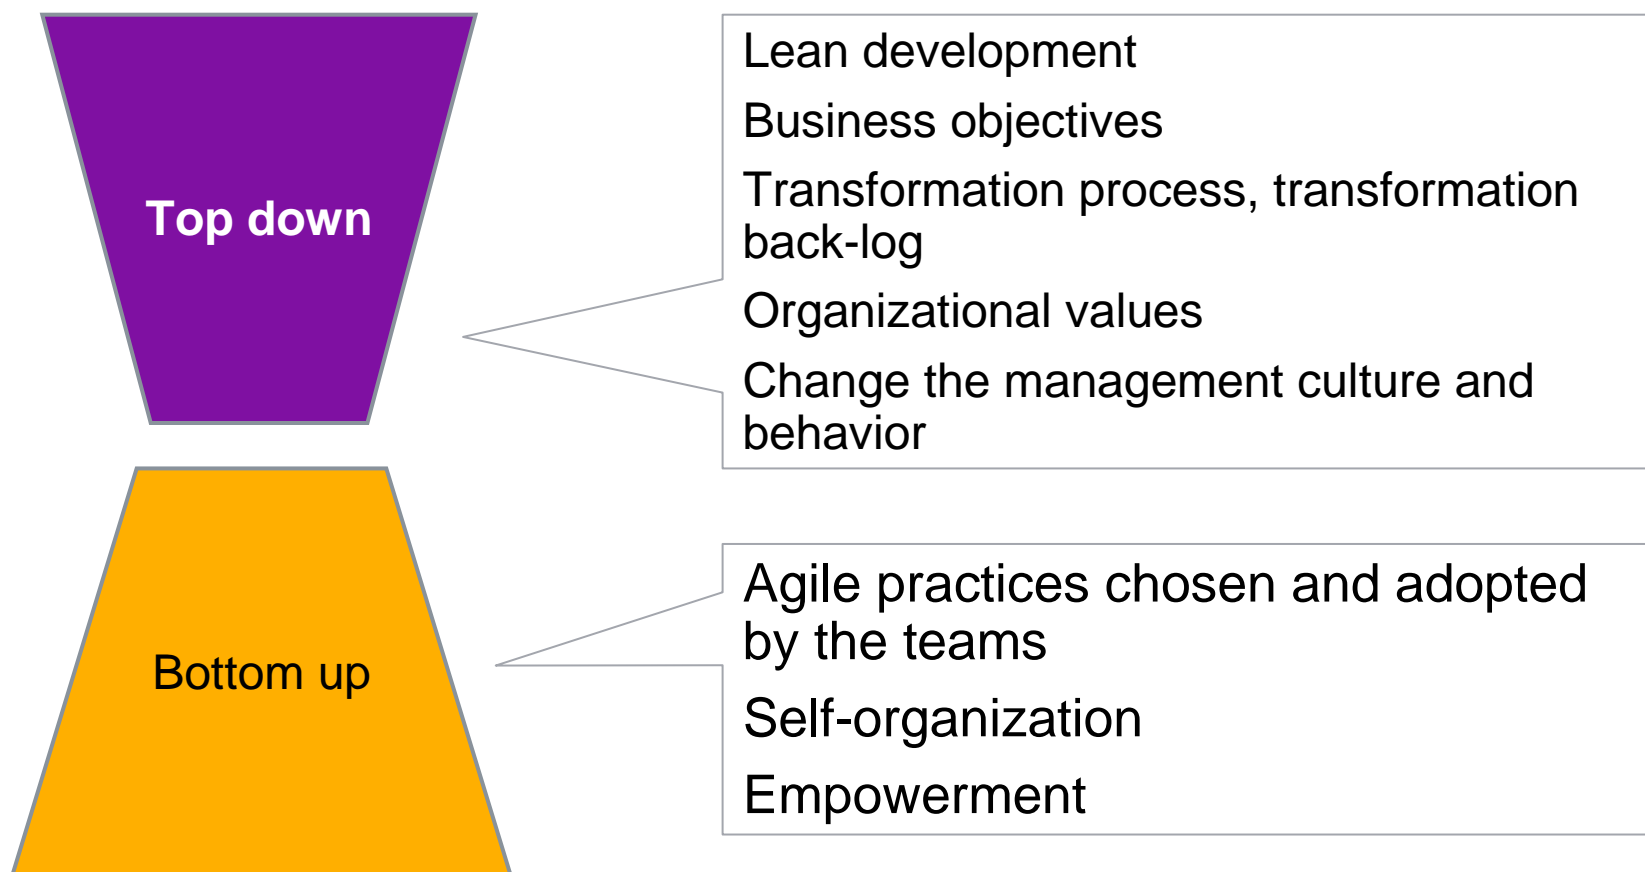 Top down
Lean development
Business objectives
Transformation process, transformation
back-log
Organizational values
Change the management culture and
behavior
Bottom up
Agile practices chosen and adopted
by the teams
Self-organization
Empowerment